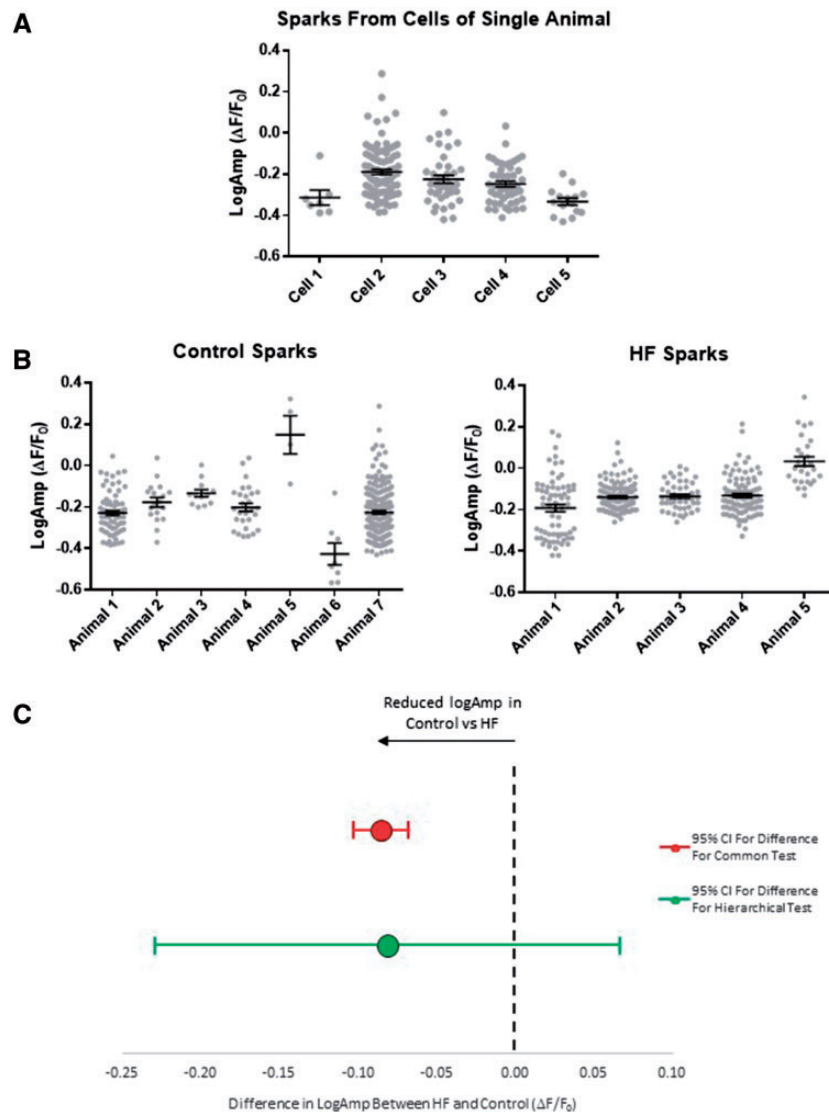 A
Sparks From Cells of Single Animal
LogAmp (ΔF/F₀)
0.4
0.2
0.0
-0.2
-0.4
-0.6
Cell 1
Cell 2
Cell 3
Cell 4
Cell 5
B
Control Sparks
LogAmp (ΔF/F₀)
0.4
0.2
0.0
-0.2
-0.4
-0.6
Animal 1
Animal 2
Animal 3
Animal 4
Animal 5
Animal 6
Animal 7
HF Sparks
LogAmp (ΔF/F₀)
0.4
0.2
0.0
-0.2
-0.4
-0.6
Animal 1
Animal 2
Animal 3
Animal 4
Animal 5
C
Reduced logAmp in
Control vs HF
95% CI For Difference
For Common Test
95% CI For Difference
For Hierarchical Test
-0.25
-0.20
-0.15
-0.10
-0.05
0.00
0.05
0.10
Difference in LogAmp Between HF and Control (ΔF/F₀)